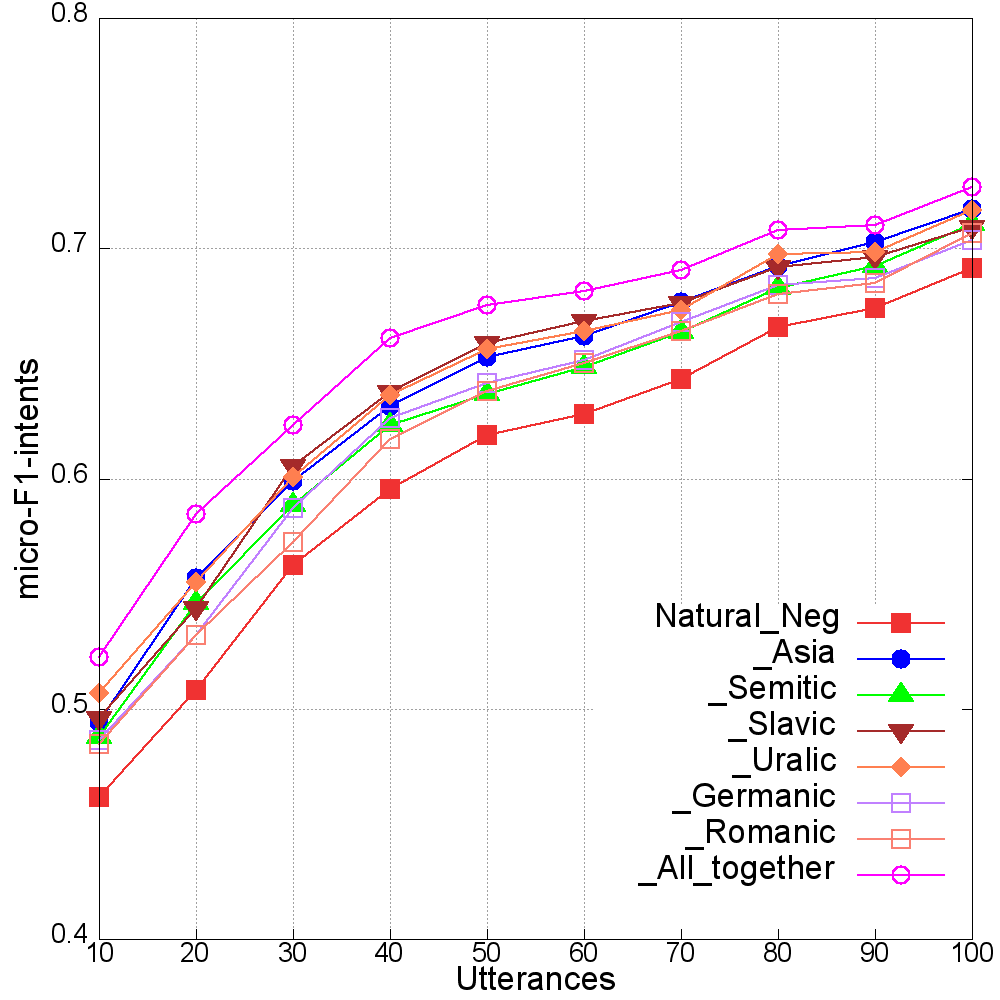 0.8
0.7
0.6
0.5
0.4
micro-F1-intents
Natural_Neg
_Asia
_Semitic
_Slavic
_Uralic
_Germanic
_Romanic
_All_together
10 20 30 40 50 60 70 80 90 100
Utterances